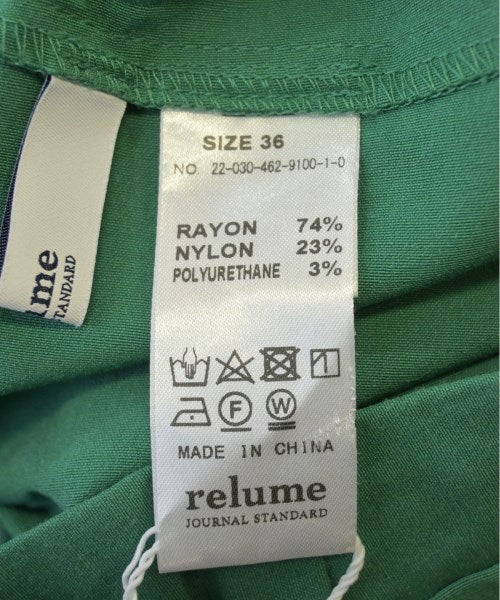 SIZE 36
NO 22-030-462-9100-1-0
RAYON 74%
NYLON 23%
POLYURETHANE 3%
F W
MADE IN CHINA
relume
JOURNAL STANDARD
ume
STANDARD